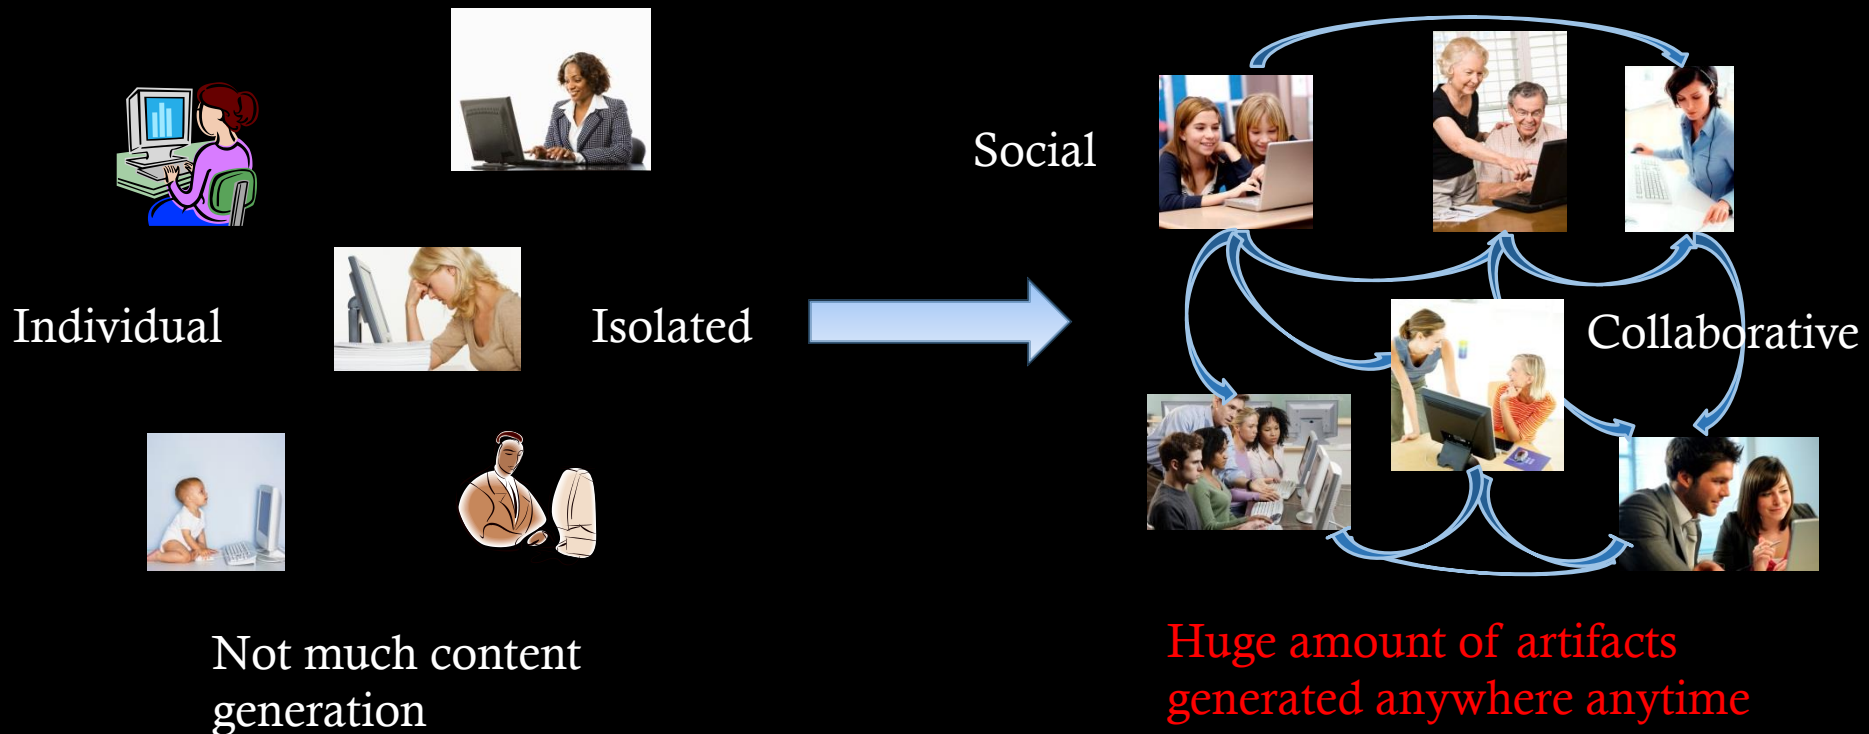 Individual
Isolated
Not much content
generation
Social
Collaborative
Huge amount of artifacts
generated anywhere anytime